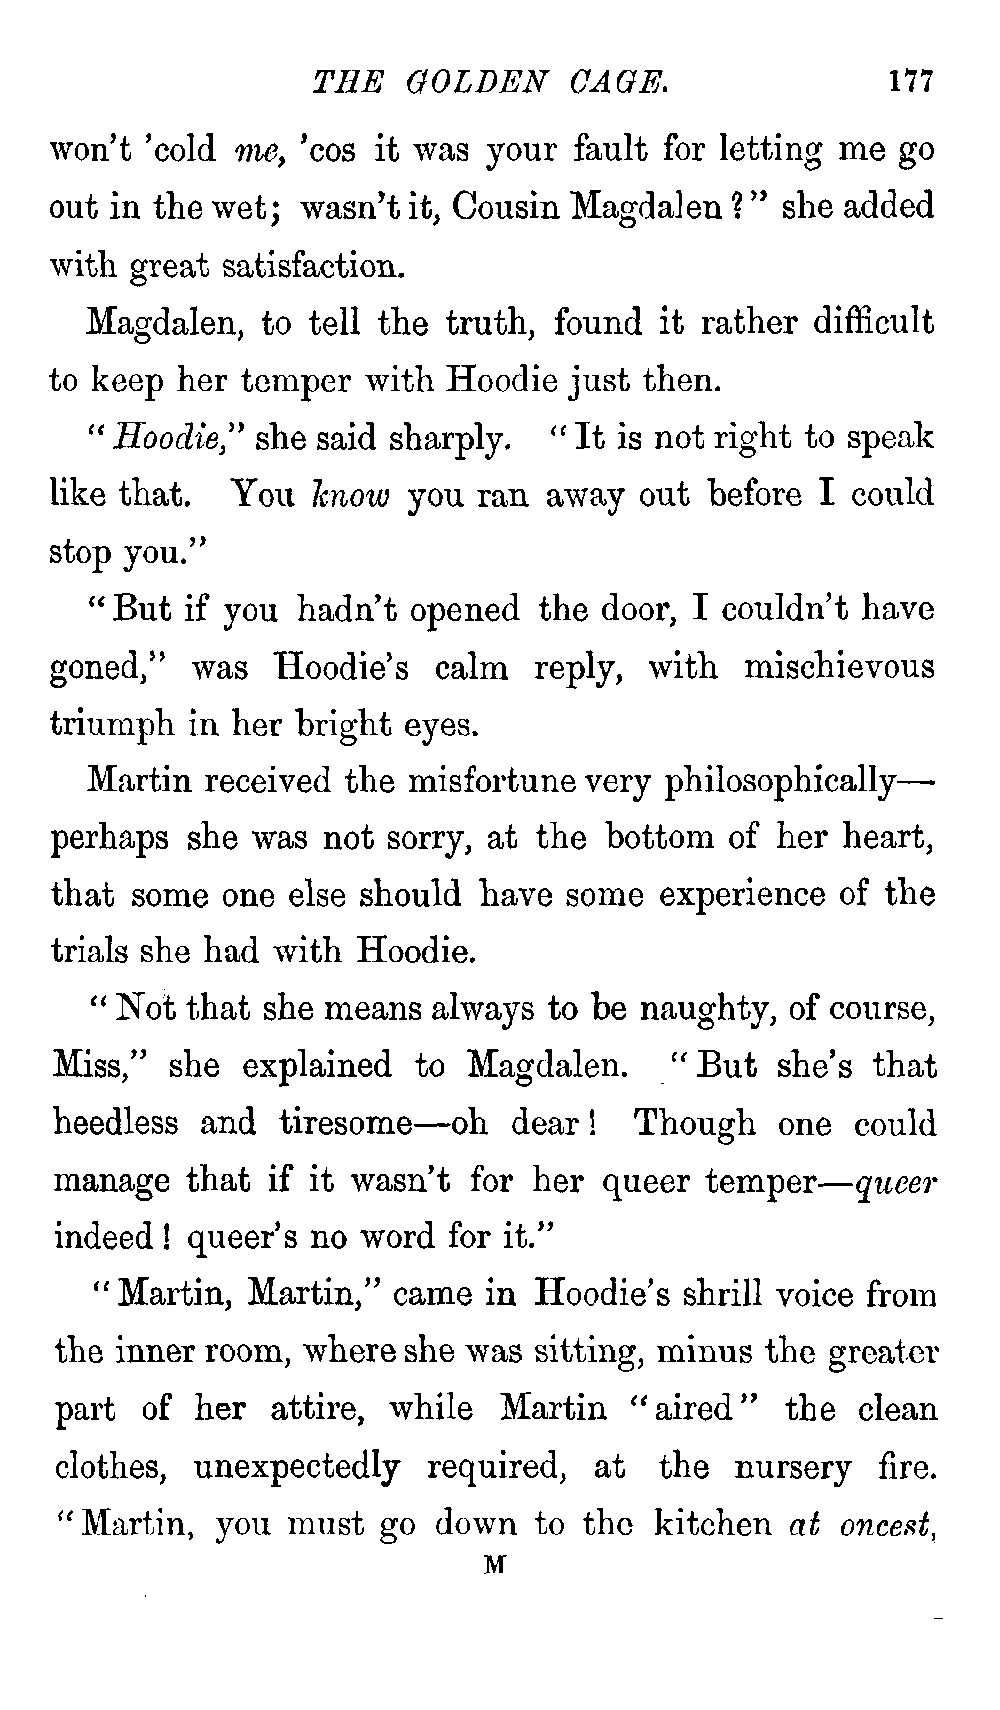 THE GOLDEN CAGE. 177
won't 'cold me, 'cos it was your fault for letting me go
out in the wet; wasn't it, Cousin Magdalen?" she added
with great satisfaction.
Magdalen, to tell the truth, found it rather difficult
to keep her temper with Hoodie just then.
"Hoodie," she said sharply. "It is not right to speak
like that. You know you ran away out before I could
stop you."
"But if you hadn't opened the door, I couldn't have
goned," was Hoodie's calm reply, with mischievous
triumph in her bright eyes.
Martin received the misfortune very philosophically—
perhaps she was not sorry, at the bottom of her heart,
that some one else should have some experience of the
trials she had with Hoodie.
"Not that she means always to be naughty, of course,
Miss," she explained to Magdalen. "But she's that
heedless and tiresome—oh dear! Though one could
manage that if it wasn't for her queer temper—queer
indeed! queer's no word for it."
"Martin, Martin," came in Hoodie's shrill voice from
the inner room, where she was sitting, minus the greater
part of her attire, while Martin "aired" the clean
clothes, unexpectedly required, at the nursery fire.
"Martin, you must go down to the kitchen at oncest,
M